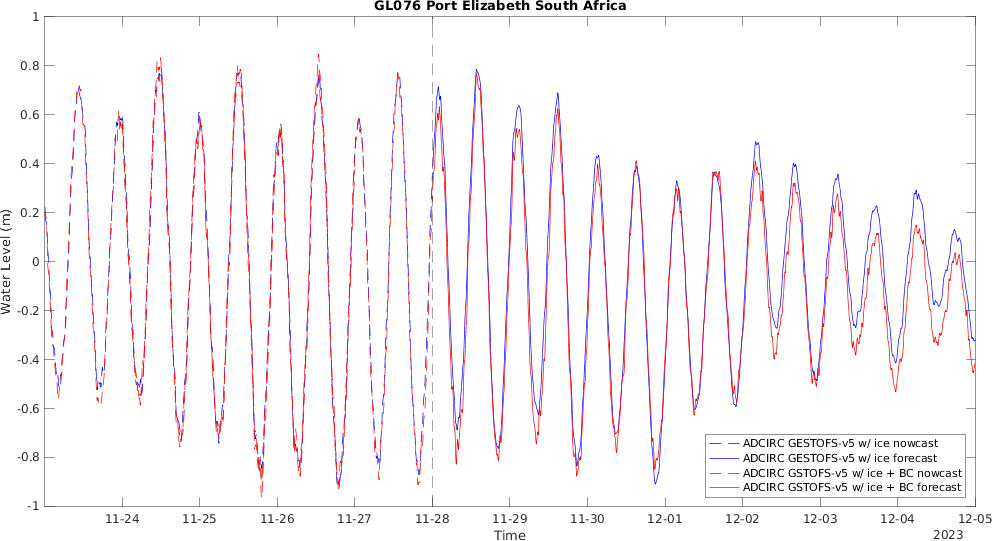 GL076 Port Elizabeth South Africa
1
0.8
0.6
0.4
0.2
0
-0.2
-0.4
-0.6
-0.8
-1
Water Level (m)
11-24 11-25 11-26 11-27 11-28 11-29 11-30 12-01 12-02 12-03 12-04 12-05
Time
2023
ADCIRC GESTOFS-v5 w/ ice nowcast
ADCIRC GESTOFS-v5 w/ ice forecast
ADCIRC GSTOFS-v5 w/ ice + BC nowcast
ADCIRC GSTOFS-v5 w/ ice + BC forecast